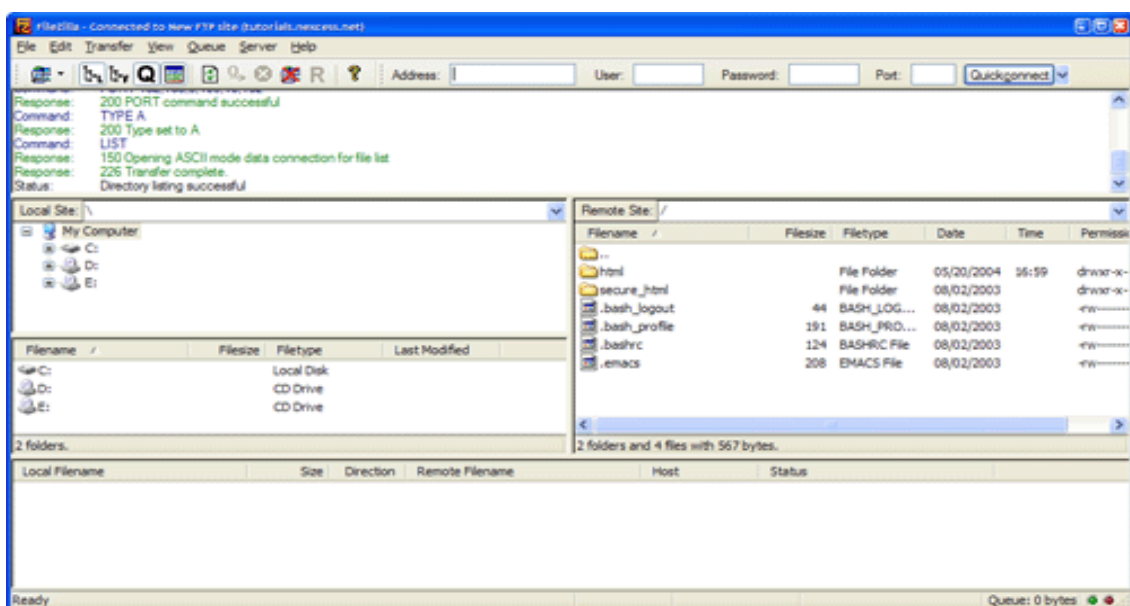 FileZilla - Connected to New FTP site (tutorials.nexcess.net)
File Edit Transfer View Queue Server Help
Address: User: Password: Port: Quickconnect
Response: 200 PORT command successful
Command: TYPE A
Response: 200 Type set to A
Command: LIST
Response: 150 Opening ASCII mode data connection for file list
Response: 226 Transfer complete.
Status: Directory listing successful
Local Site: \
My Computer
C:
D:
E:
Filename / Filesize Filetype Last Modified
C: Local Disk
D: CD Drive
E: CD Drive
2 folders.
Remote Site: /
Filename / Filesize Filetype Date Time Permissi
..
html File Folder 05/20/2004 16:59 drwxr-x-
secure_html File Folder 08/02/2003 drwxr-x-
.bash_logout 44 BASH_LOG... 08/02/2003 -rw-------
.bash_profile 191 BASH_PRO... 08/02/2003 -rw-------
.bashrc 124 BASHRC File 08/02/2003 -rw-------
.emacs 208 EMACS File 08/02/2003 -rw-------
2 folders and 4 files with 567 bytes.
Local Filename Size Direction Remote Filename Host Status
Ready Queue: 0 bytes